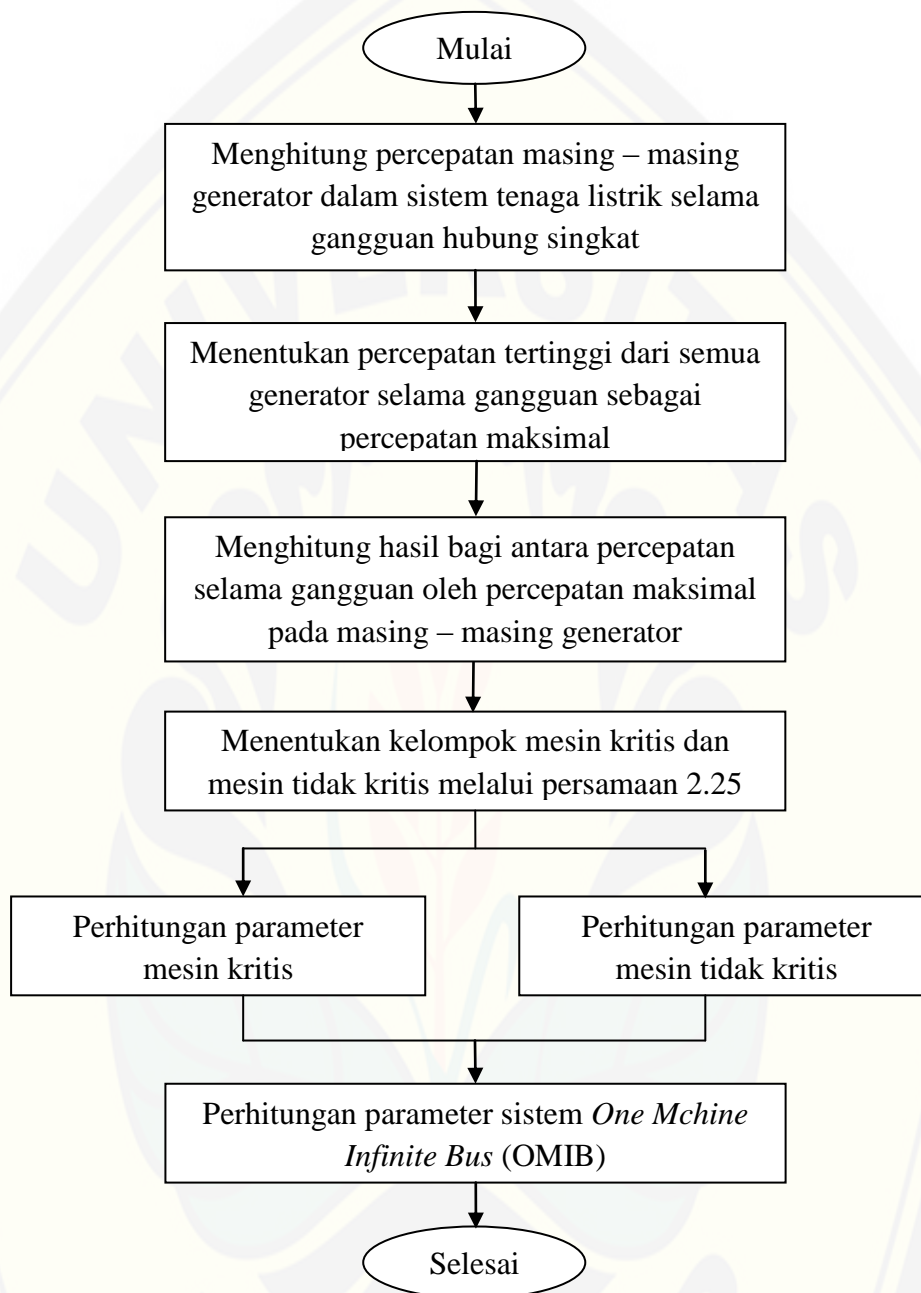 Mulai
Menghitung percepatan masing – masing
generator dalam sistem tenaga listrik selama
gangguan hubung singkat
Menentukan percepatan tertinggi dari semua
generator selama gangguan sebagai
percepatan maksimal
Menghitung hasil bagi antara percepatan
selama gangguan oleh percepatan maksimal
pada masing – masing generator
Menentukan kelompok mesin kritis dan
mesin tidak kritis melalui persamaan 2.25
Perhitungan parameter
mesin kritis
Perhitungan parameter
mesin tidak kritis
Perhitungan parameter sistem One Mchine
Infinite Bus (OMIB)
Selesai
UNIVERSITAS